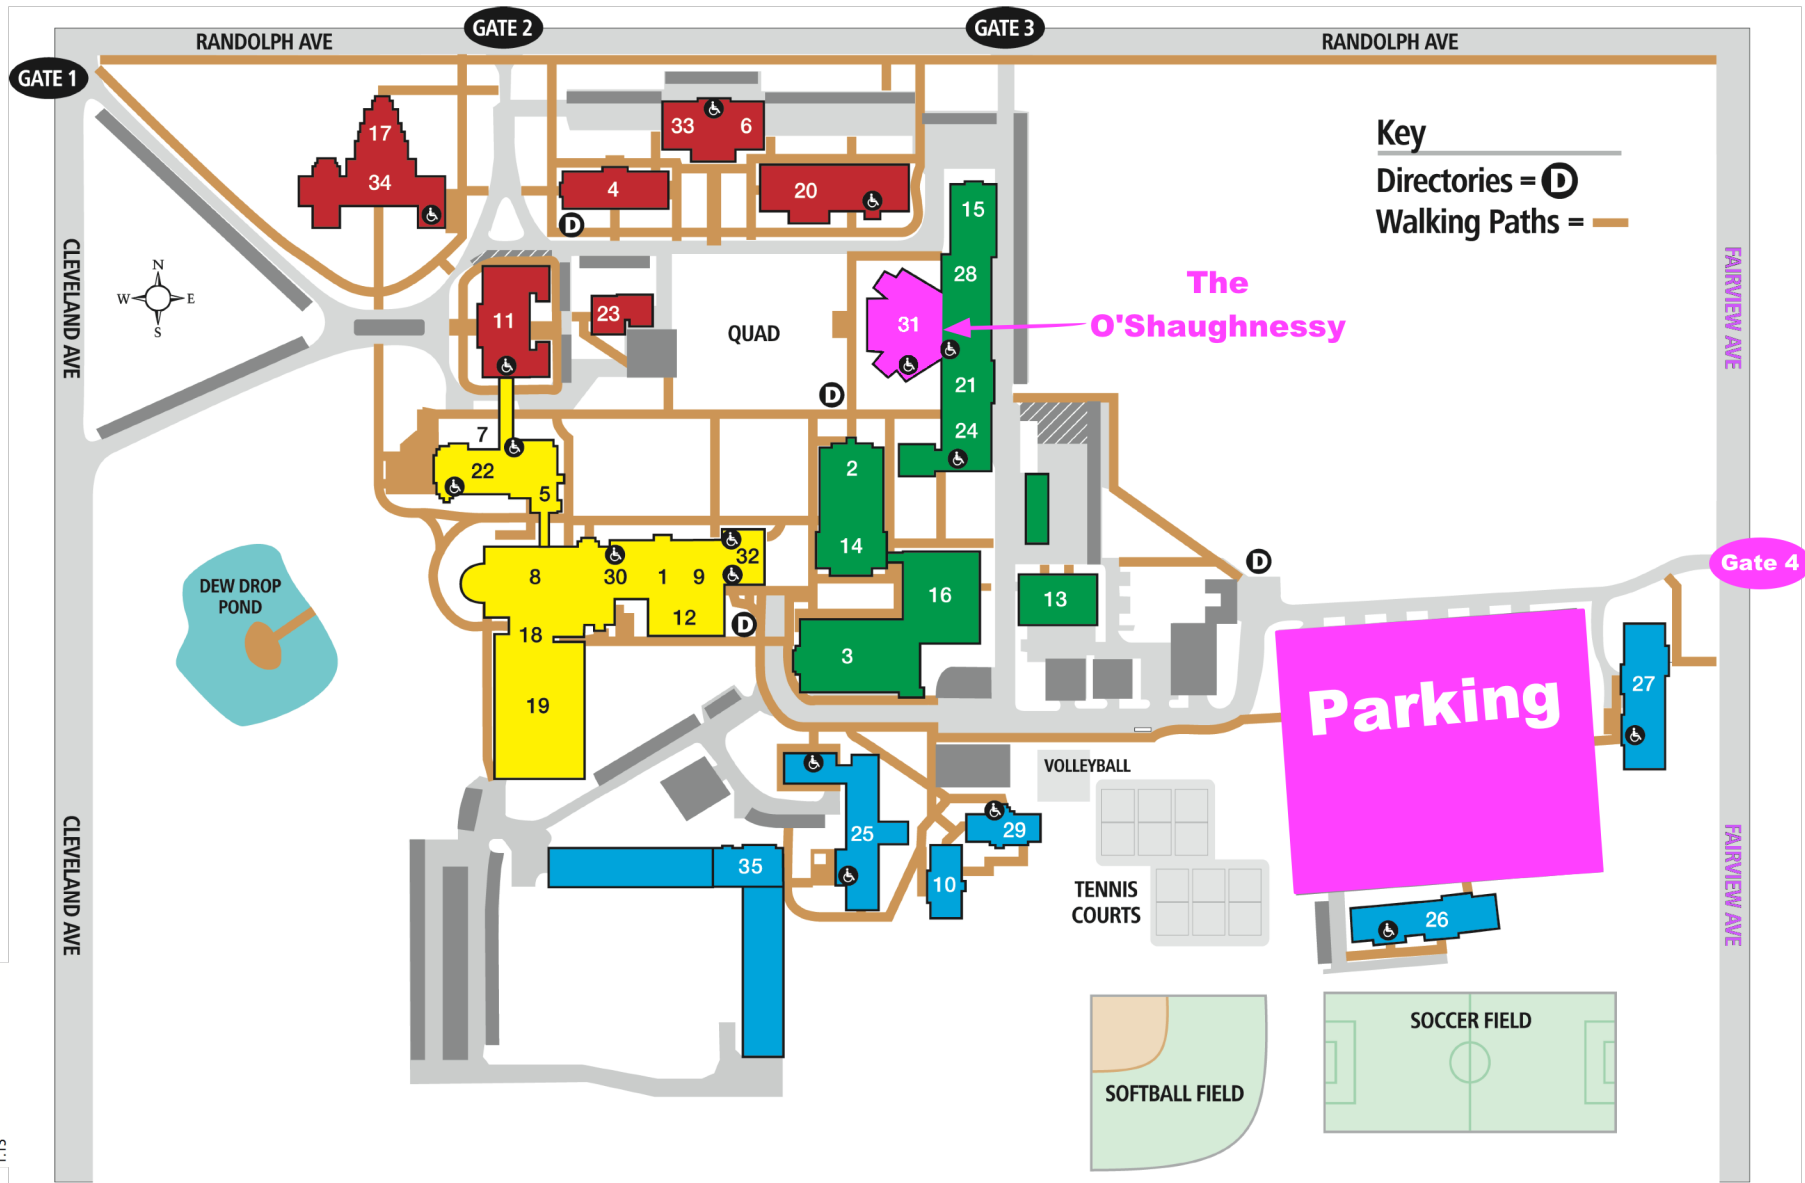 GATE 2
GATE 3
RANDOLPH AVE
RANDOLPH AVE
GATE 1
17
33
6
Key
Directories = D
Walking Paths =
34
4
20
D
15
CLEVELAND AVE
N
W
E
S
28
FAIRVIEW AVE
The
O'Shaughnessy
11
23
QUAD
31
21
D
7
24
22
5
2
14
8
30
1
9
32
D
Gate 4
DEW DROP
POND
12
D
16
13
18
3
19
27
Parking
VOLLEYBALL
25
29
CLEVELAND AVE
FAIRVIEW AVE
35
10
TENNIS
COURTS
26
SOCCER FIELD
SOFTBALL FIELD